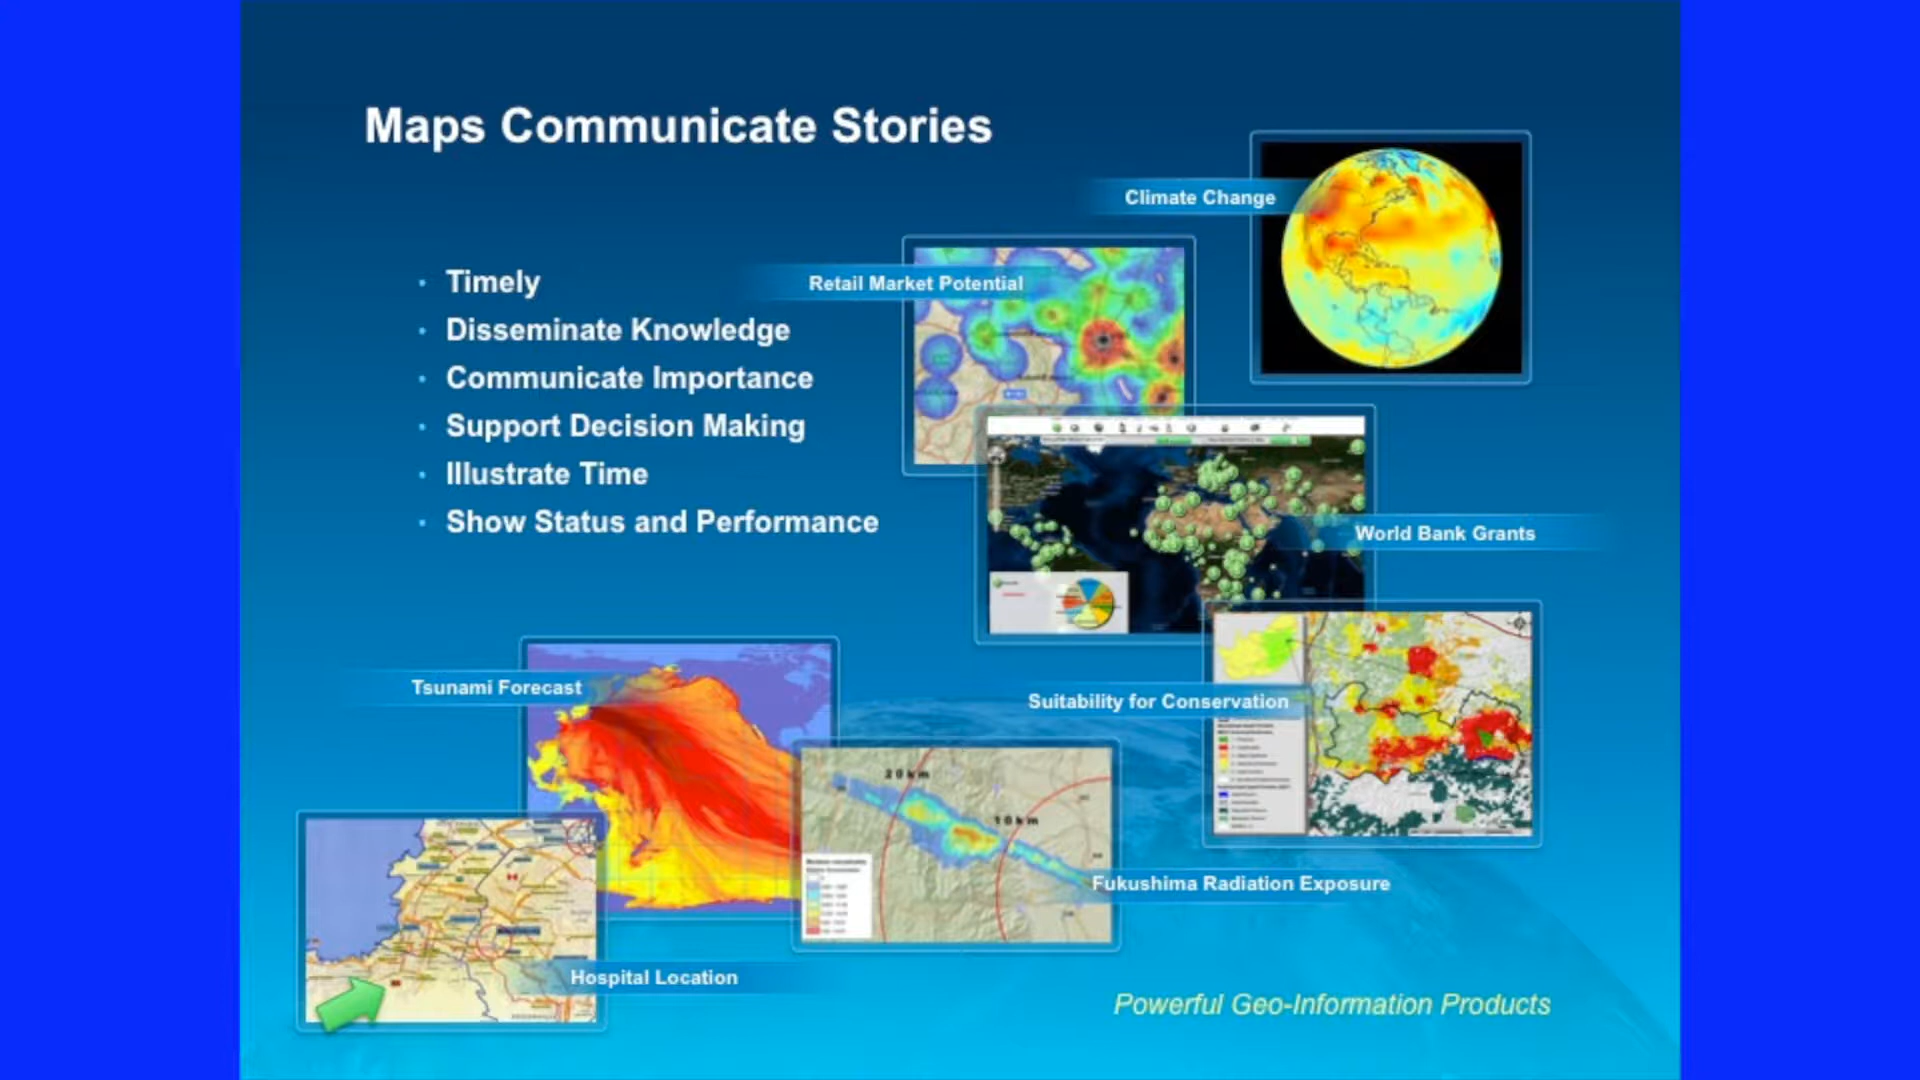 Maps Communicate Stories
Climate Change
Retail Market Potential
· Timely
· Disseminate Knowledge
· Communicate Importance
· Support Decision Making
· Illustrate Time
· Show Status and Performance
World Bank Grants
Tsunami Forecast
Suitability for Conservation
20 km
10 km
Fukushima Radiation Exposure
Hospital Location
Powerful Geo-Information Products